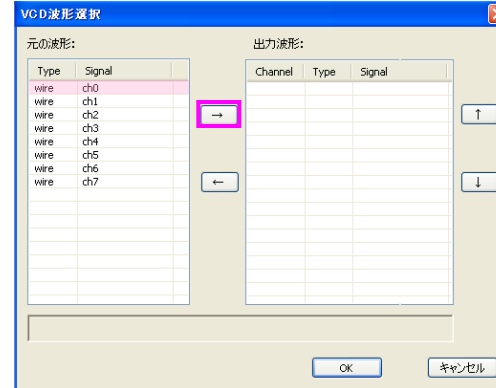 VCD波形選択
元の波形: 出力波形:
Type Signal Channel Type Signal
wire ch0
wire ch1
wire ch2
wire ch3
wire ch4
wire ch5
wire ch6
wire ch7
→ ↑
← ↓
OK キャンセル